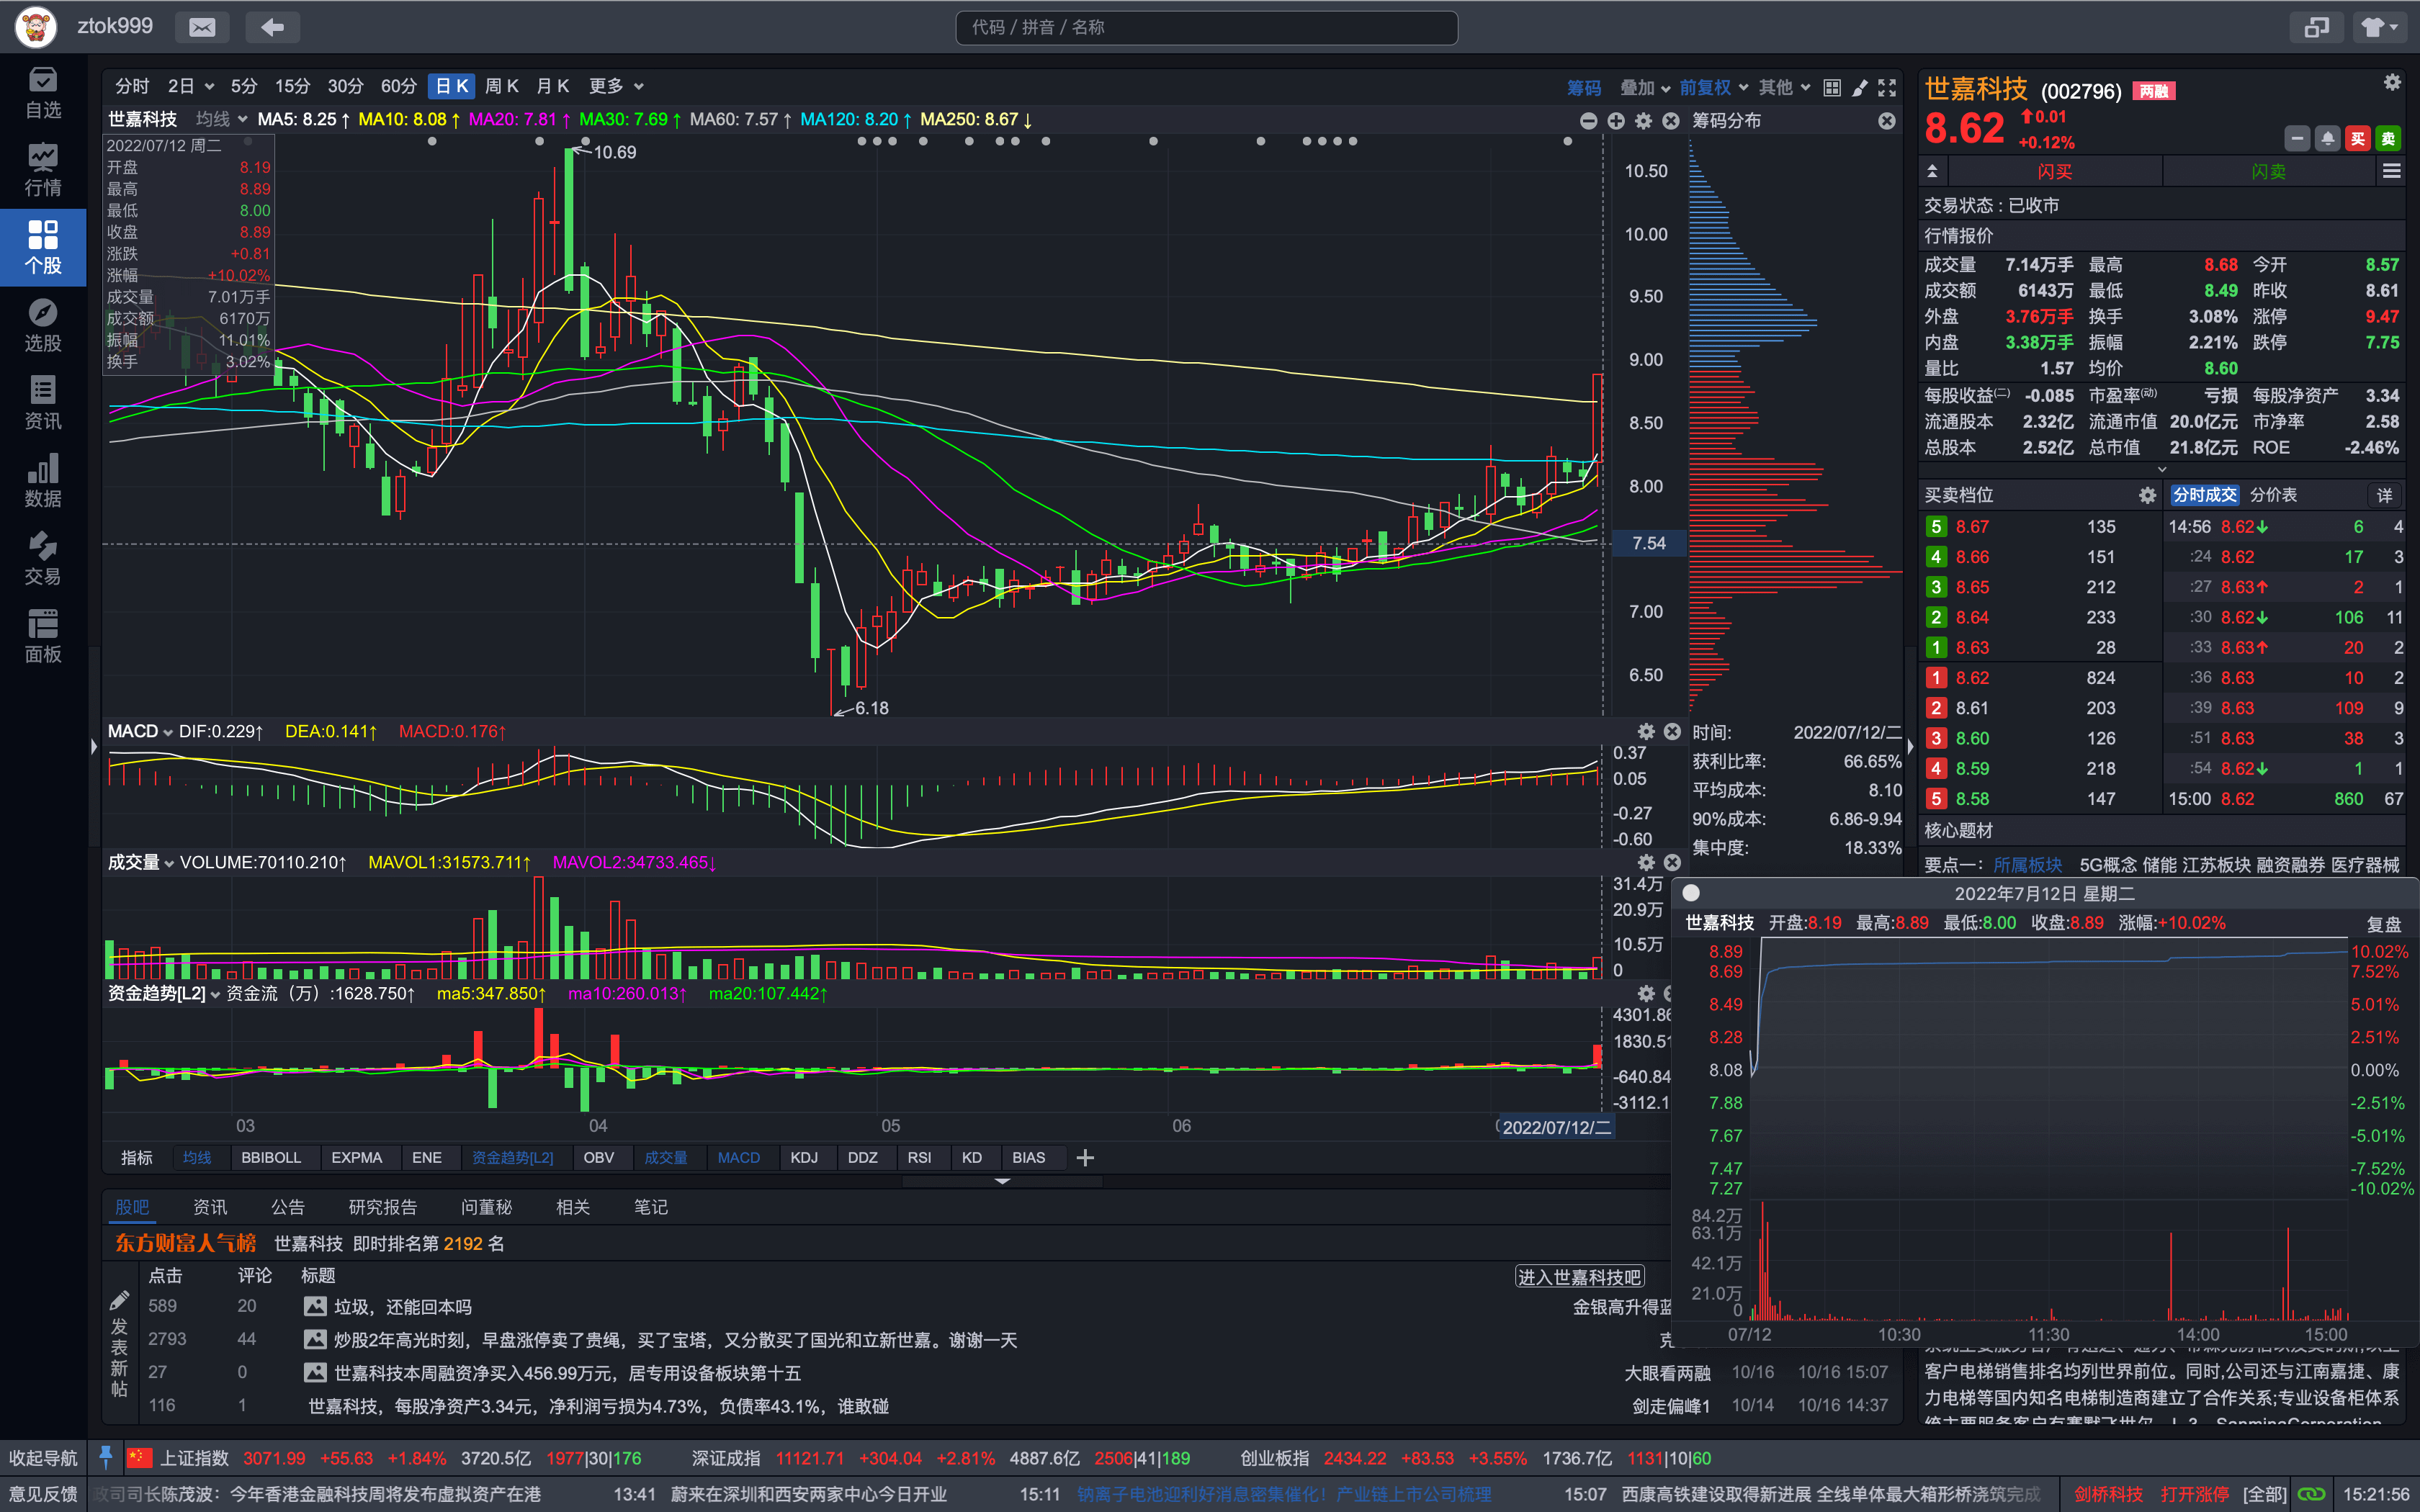 ztok999
代码 / 拼音 / 名称
自选
行情
个股
选股
资讯
数据
交易
面板
分时 2日 5分 15分 30分 60分 日K 周K 月K 更多 筹码 叠加 前复权 其他
世嘉科技 均线 MA5: 8.25↑ MA10: 8.08↑ MA20: 7.81↑ MA30: 7.69↑ MA60: 7.57↑ MA120: 8.20↑ MA250: 8.67↓
筹码分布
2022/07/12 周二
开盘 8.19
最高 8.89
最低 8.00
收盘 8.89
涨跌 +0.81
涨幅 +10.02%
成交量 7.01万手
成交额 6170万
振幅 11.01%
换手 3.02%
10.69
6.18
10.50
10.00
9.50
9.00
8.50
8.00
7.54
7.00
6.50
MACD DIF:0.229↑ DEA:0.141↑ MACD:0.176↑
0.37
0.05
-0.27
-0.60
成交量 VOLUME:70110.210↑ MAVOL1:31573.711↑ MAVOL2:34733.465↓
31.4万
20.9万
10.5万
0
资金趋势[L2] 资金流（万）:1628.750↑ ma5:347.850↑ ma10:260.013↑ ma20:107.442↑
4301.86
1830.51
-640.84
-3112.1
03 04 05 06 2022/07/12/二
时间: 2022/07/12/二
获利比率: 66.65%
平均成本: 8.10
90%成本: 6.86-9.94
集中度: 18.33%
指标 均线 BBIBOLL EXPMA ENE 资金趋势[L2] OBV 成交量 MACD KDJ DDZ RSI KD BIAS
股吧 资讯 公告 研究报告 问董秘 相关 笔记
东方财富人气榜 世嘉科技 即时排名第 2192 名
点击 评论 标题 进入世嘉科技吧
发表新帖
589 20 垃圾，还能回本吗 金银高升得蓝
2793 44 炒股2年高光时刻，早盘涨停卖了贵绳，买了宝塔，又分散买了国光和立新世嘉。谢谢一天
27 0 世嘉科技本周融资净买入456.99万元，居专用设备板块第十五 大眼看两融 10/16 10/16 15:07
116 1 世嘉科技，每股净资产3.34元，净利润亏损为4.73%，负债率43.1%，谁敢碰 剑走偏峰1 10/14 10/16 14:37
世嘉科技 (002796) 两融
8.62 0.01
+0.12%
买 卖
闪买 闪卖
交易状态 : 已收市
行情报价
成交量 7.14万手 最高 8.68 今开 8.57
成交额 6143万 最低 8.49 昨收 8.61
外盘 3.76万手 换手 3.08% 涨停 9.47
内盘 3.38万手 振幅 2.21% 跌停 7.75
量比 1.57 均价 8.60
每股收益(二) -0.085 市盈率(动) 亏损 每股净资产 3.34
流通股本 2.32亿 流通市值 20.0亿元 市净率 2.58
总股本 2.52亿 总市值 21.8亿元 ROE -2.46%
买卖档位
5 8.67 135
4 8.66 151
3 8.65 212
2 8.64 233
1 8.63 28
1 8.62 824
2 8.61 203
3 8.60 126
4 8.59 218
5 8.58 147
分时成交 分价表 详
14:56 8.62↓ 6 4
:24 8.62 17 3
:27 8.63↑ 2 1
:30 8.62↓ 106 11
:33 8.63↑ 20 2
:36 8.63 10 2
:39 8.63 109 9
:51 8.63 38 3
:54 8.62↓ 1 1
15:00 8.62 860 67
核心题材
要点一： 所属板块 5G概念 储能 江苏板块 融资融券 医疗器械
2022年7月12日 星期二
世嘉科技 开盘:8.19 最高:8.89 最低:8.00 收盘:8.89 涨幅:+10.02% 复盘
8.89 10.02%
8.69 7.52%
8.49 5.01%
8.28 2.51%
8.08 0.00%
7.88 -2.51%
7.67 -5.01%
7.47 -7.52%
7.27 -10.02%
84.2万
63.1万
42.1万
21.0万
0
07/12 10:30 11:30 14:00 15:00
客户电梯销售排名均列世界前位。同时,公司还与江南嘉捷、康
力电梯等国内知名电梯制造商建立了合作关系;专业设备柜体系
收起导航 上证指数 3071.99 +55.63 +1.84% 3720.5亿 1977|30|176 深证成指 11121.71 +304.04 +2.81% 4887.6亿 2506|41|189 创业板指 2434.22 +83.53 +3.55% 1736.7亿 1131|10|60
意见反馈 政司司长陈茂波：今年香港金融科技周将发布虚拟资产在港 13:41 蔚来在深圳和西安两家中心今日开业 15:11 钠离子电池迎利好消息密集催化！产业链上市公司梳理 15:07 西康高铁建设取得新进展 全线单体最大箱形桥浇筑完成 剑桥科技 打开涨停 [全部] 15:21:56